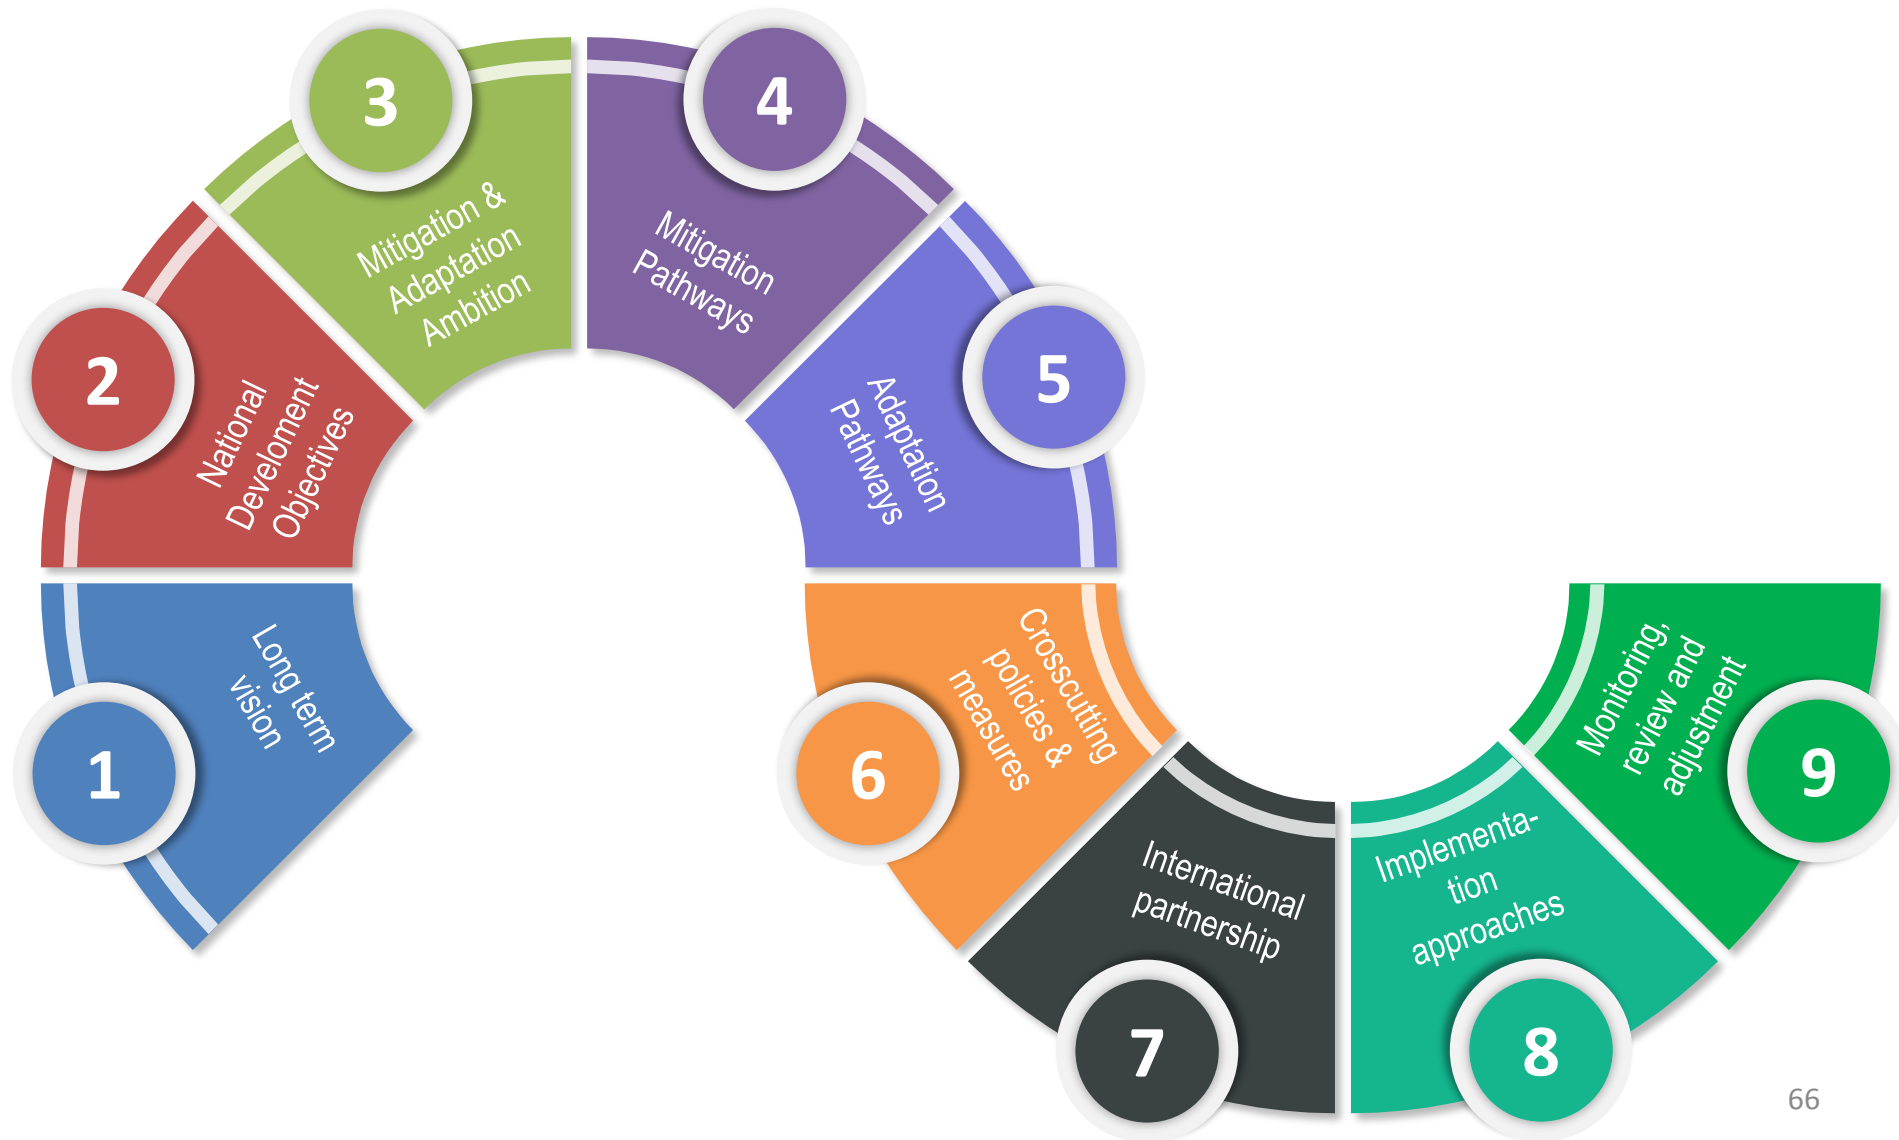 1
Long term
vision
2
National
Develoment
Objectives
3
Mitigation &
Adaptation
Ambition
4
Mitigation
Pathways
5
Adaptation
Pathways
6
Crosscutting
policies &
measures
7
International
partnership
8
Implementa-
tion
approaches
9
Monitoring,
review and
adjustment
66